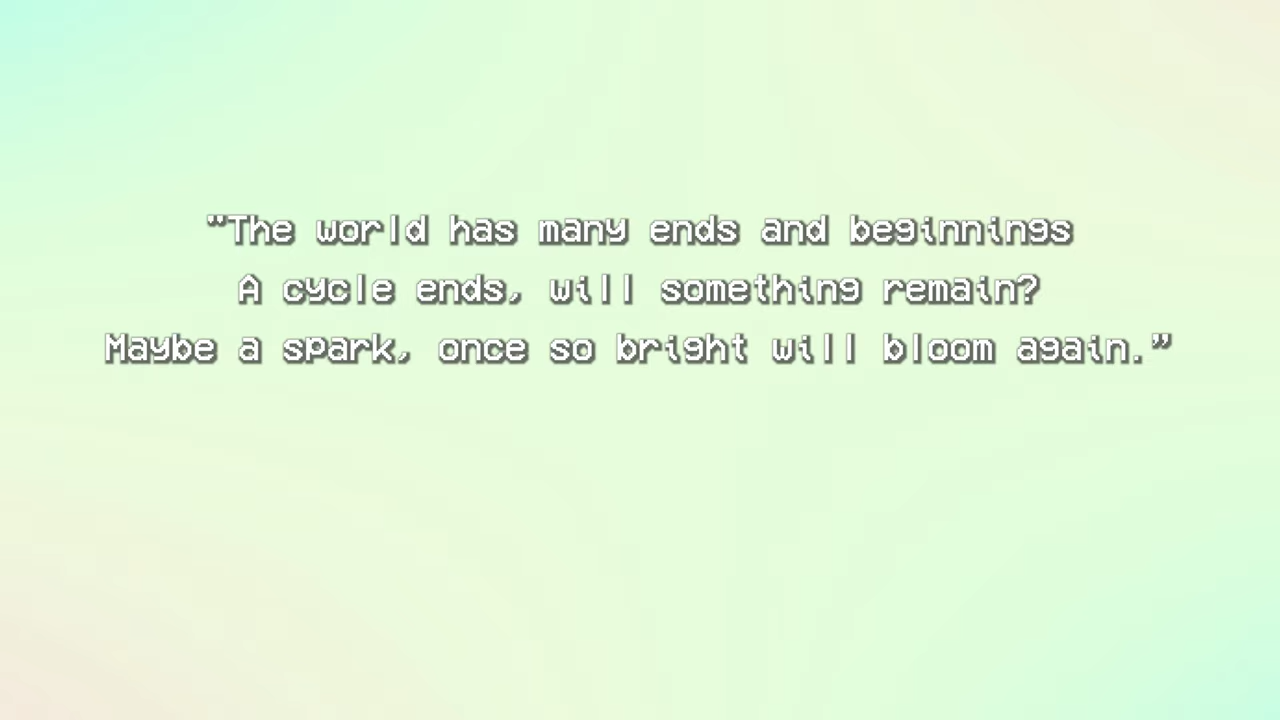 "The world has many ends and beginnings
A cycle ends, will something remain?
Maybe a spark, once so bright will bloom again."